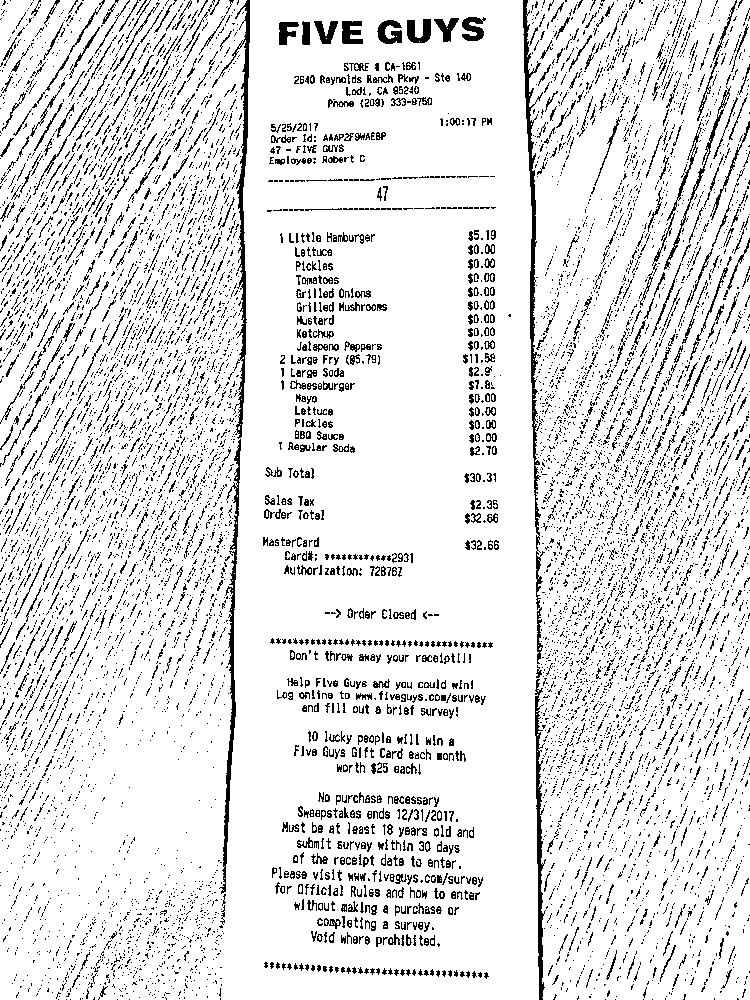 FIVE GUYS
STORE # CA-1661
2640 Reynolds Ranch Pkwy - Ste 140
Lodi, CA 95240
Phone (209) 333-9750
5/25/2017 1:00:17 PM
Order Id: AAAP2F9WAEBP
47 - FIVE GUYS
Employee: Robert C
47
1 Little Hamburger $5.19
Lettuce $0.00
Pickles $0.00
Tomatoes $0.00
Grilled Onions $0.00
Grilled Mushrooms $0.00
Mustard $0.00
Ketchup $0.00
Jalapeno Peppers $0.00
2 Large Fry (@5.79) $11.58
1 Large Soda
1 Cheeseburger
Mayo $0.00
Lettuce $0.00
Pickles $0.00
BBQ Sauce $0.00
1 Regular Soda $2.70
Sub Total $30.31
Sales Tax $2.35
Order Total $32.66
MasterCard $32.66
Card#: ************2931
Authorization: 72876Z
--> Order Closed <--
***********************************
Don't throw away your receipt!!!
Help Five Guys and you could win!
Log online to www.fiveguys.com/survey
and fill out a brief survey!
10 lucky people will win a
Five Guys Gift Card each month
worth $25 each!
No purchase necessary
Sweepstakes ends 12/31/2017.
Must be at least 18 years old and
submit survey within 30 days
of the receipt date to enter.
Please visit www.fiveguys.com/survey
for Official Rules and how to enter
without making a purchase or
completing a survey.
Void where prohibited.
***********************************